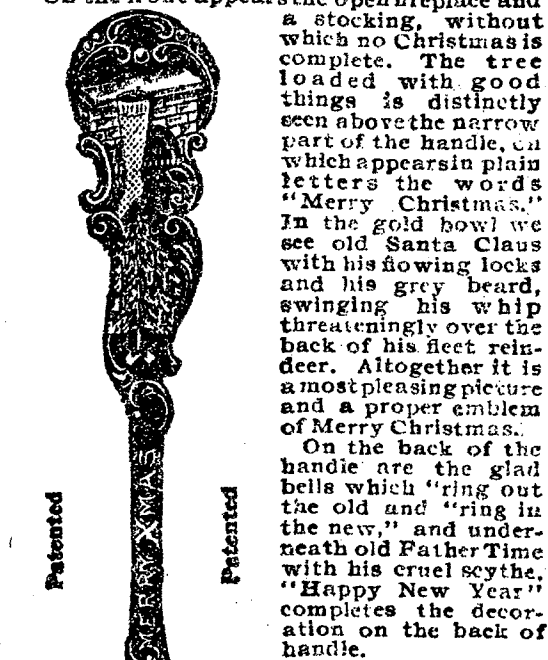 the open fireplace and
a stocking, without
which no Christmas is
complete. The tree
loaded with good
things is distinctly
seen above the narrow
part of the handle, on
which appears in plain
letters the words
"Merry Christmas."
In the gold bowl we
see old Santa Claus
with his flowing locks
and his grey beard,
swinging his whip
threateningly over the
back of his fleet rein-
deer. Altogether it is
a most pleasing picture
and a proper emblem
of Merry Christmas.
On the back of the
handle are the glad
bells which "ring out
the old and "ring in
the new," and under-
neath old Father Time
with his cruel scythe.
"Happy New Year"
completes the decor-
ation on the back of
handle.
MERRY XMAS
Patented
Patented